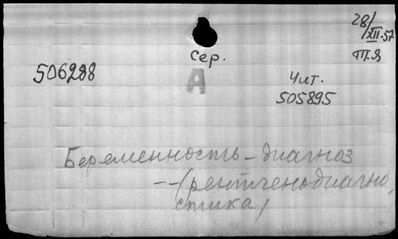 28/XII-57
Сер.
506298
А
Чит.
505895
Беременность - диагноз
-- (рентгенодиагно,
стика)